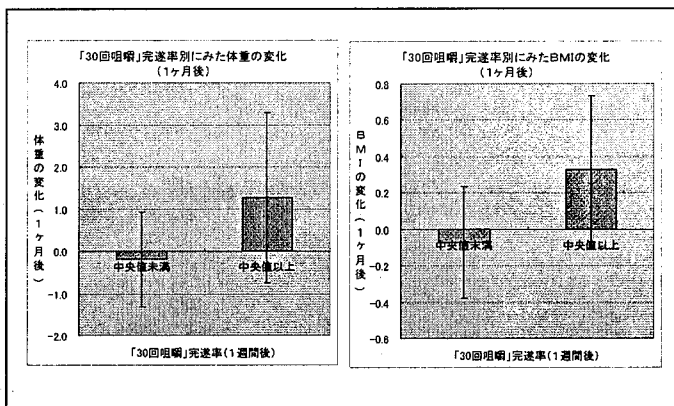 「30回咀嚼」完遂率別にみた体重の変化
(1ヶ月後)
体重の変化(1ヶ月後)
4.0
3.0
2.0
1.0
0.0
-1.0
-2.0
中央値未満
中央値以上
「30回咀嚼」完遂率(1週間後)
「30回咀嚼」完遂率別にみたBMIの変化
(1ヶ月後)
BMIの変化(1ヶ月後)
0.8
0.6
0.4
0.2
0.0
-0.2
-0.4
-0.6
中央値未満
中央値以上
「30回咀嚼」完遂率(1週間後)